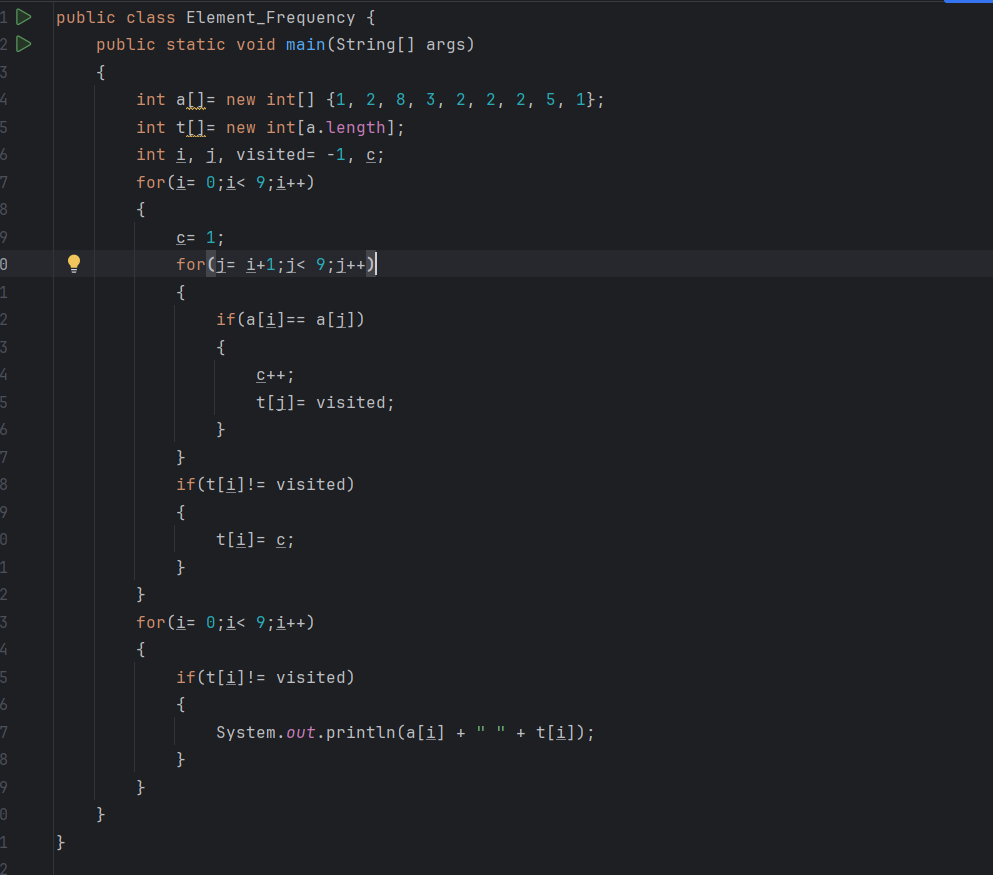 1 public class Element_Frequency {
2     public static void main(String[] args)
3     {
4         int a[]= new int[] {1, 2, 8, 3, 2, 2, 2, 5, 1};
5         int t[]= new int[a.length];
6         int i, j, visited= -1, c;
7         for(i= 0;i< 9;i++)
8         {
9             c= 1;
0             for(j= i+1;j< 9;j++)
1             {
2                 if(a[i]== a[j])
3                 {
4                     c++;
5                     t[j]= visited;
6                 }
7             }
8             if(t[i]!= visited)
9             {
0                 t[i]= c;
1             }
2         }
3         for(i= 0;i< 9;i++)
4         {
5             if(t[i]!= visited)
6             {
7                 System.out.println(a[i] + " " + t[i]);
8             }
9         }
0     }
1 }
2